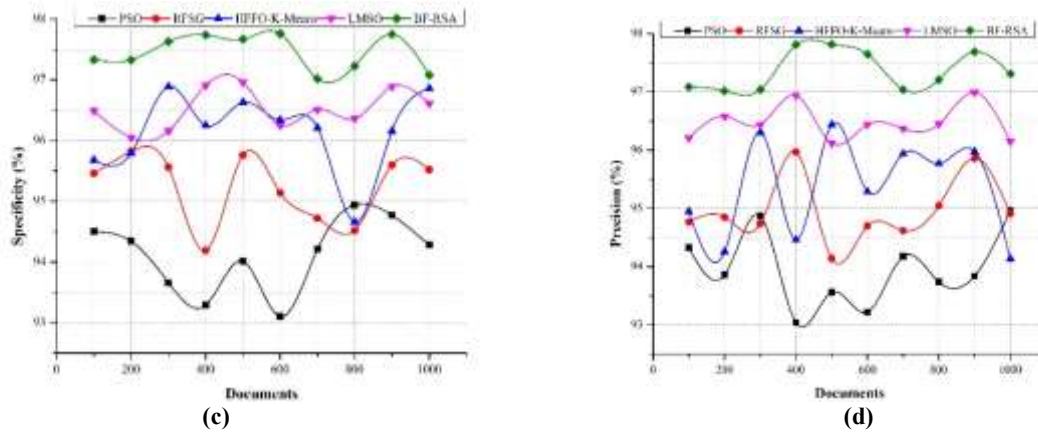 PSO RFSG HFFO-K-Means LMSO BF-RSA
98
97
96
95
94
93
Specificity (%)
0 200 400 600 800 1000
Documents
(c)
PSO RFSG HFFO-K-Means LMSO BF-RSA
98
97
96
95
94
93
Precision (%)
0 200 400 600 800 1000
Documents
(d)